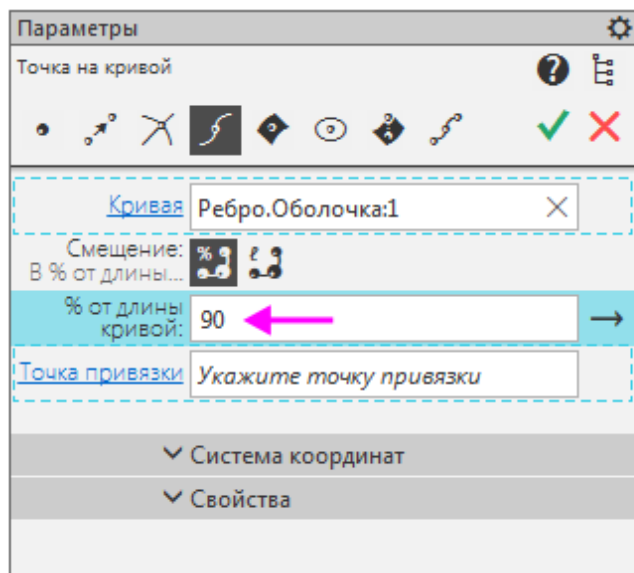 Параметры
Точка на кривой
Кривая Ребро.Оболочка:1
Смещение:
В % от длины...
% от длины
кривой: 90
Точка привязки Укажите точку привязки
Система координат
Свойства